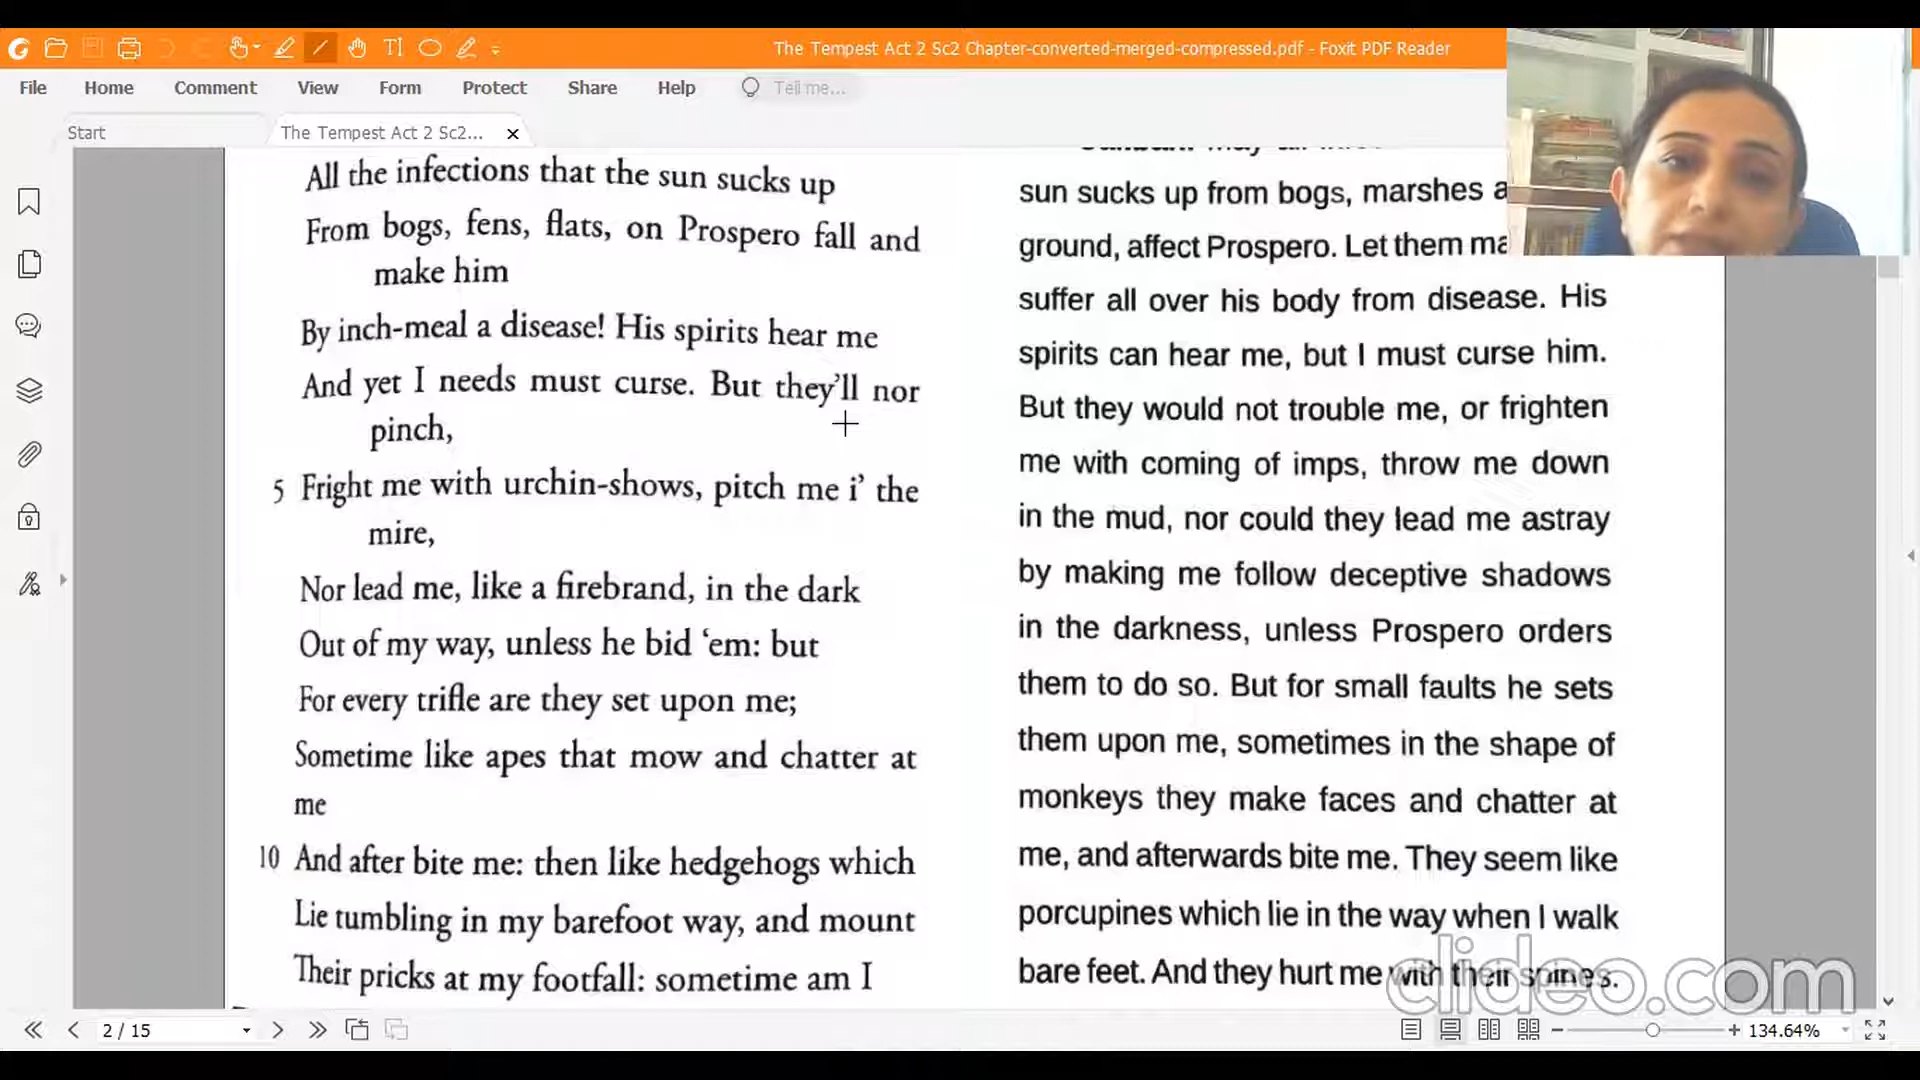 The Tempest Act 2 Sc2 Chapter-converted-merged-compressed.pdf - Foxit PDF Reader
File Home Comment View Form Protect Share Help Tell me...
Start
The Tempest Act 2 Sc2...
All the infections that the sun sucks up
From bogs, fens, flats, on Prospero fall and
make him
By inch-meal a disease! His spirits hear me
And yet I needs must curse. But they'll nor
pinch,
5 Fright me with urchin-shows, pitch me i' the
mire,
Nor lead me, like a firebrand, in the dark
Out of my way, unless he bid 'em: but
For every trifle are they set upon me;
Sometime like apes that mow and chatter at
me
10 And after bite me: then like hedgehogs which
Lie tumbling in my barefoot way, and mount
Their pricks at my footfall: sometime am I
sun sucks up from bogs, marshes
ground, affect Prospero. Let them
suffer all over his body from disease. His
spirits can hear me, but I must curse him.
But they would not trouble me, or frighten
me with coming of imps, throw me down
in the mud, nor could they lead me astray
by making me follow deceptive shadows
in the darkness, unless Prospero orders
them to do so. But for small faults he sets
them upon me, sometimes in the shape of
monkeys they make faces and chatter at
me, and afterwards bite me. They seem like
porcupines which lie in the way when I walk
bare feet. And they hurt me with their spines.
clideo.com
2 / 15
134.64%